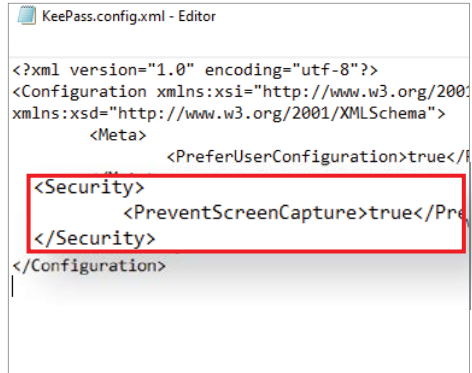 KeePass.config.xml - Editor
<?xml version="1.0" encoding="utf-8"?>
<Configuration xmlns:xsi="http://www.w3.org/2001
xmlns:xsd="http://www.w3.org/2001/XMLSchema">
<Meta>
<PreferUserConfiguration>true</
<Security>
<PreventScreenCapture>true</Pre
</Security>
</Configuration>